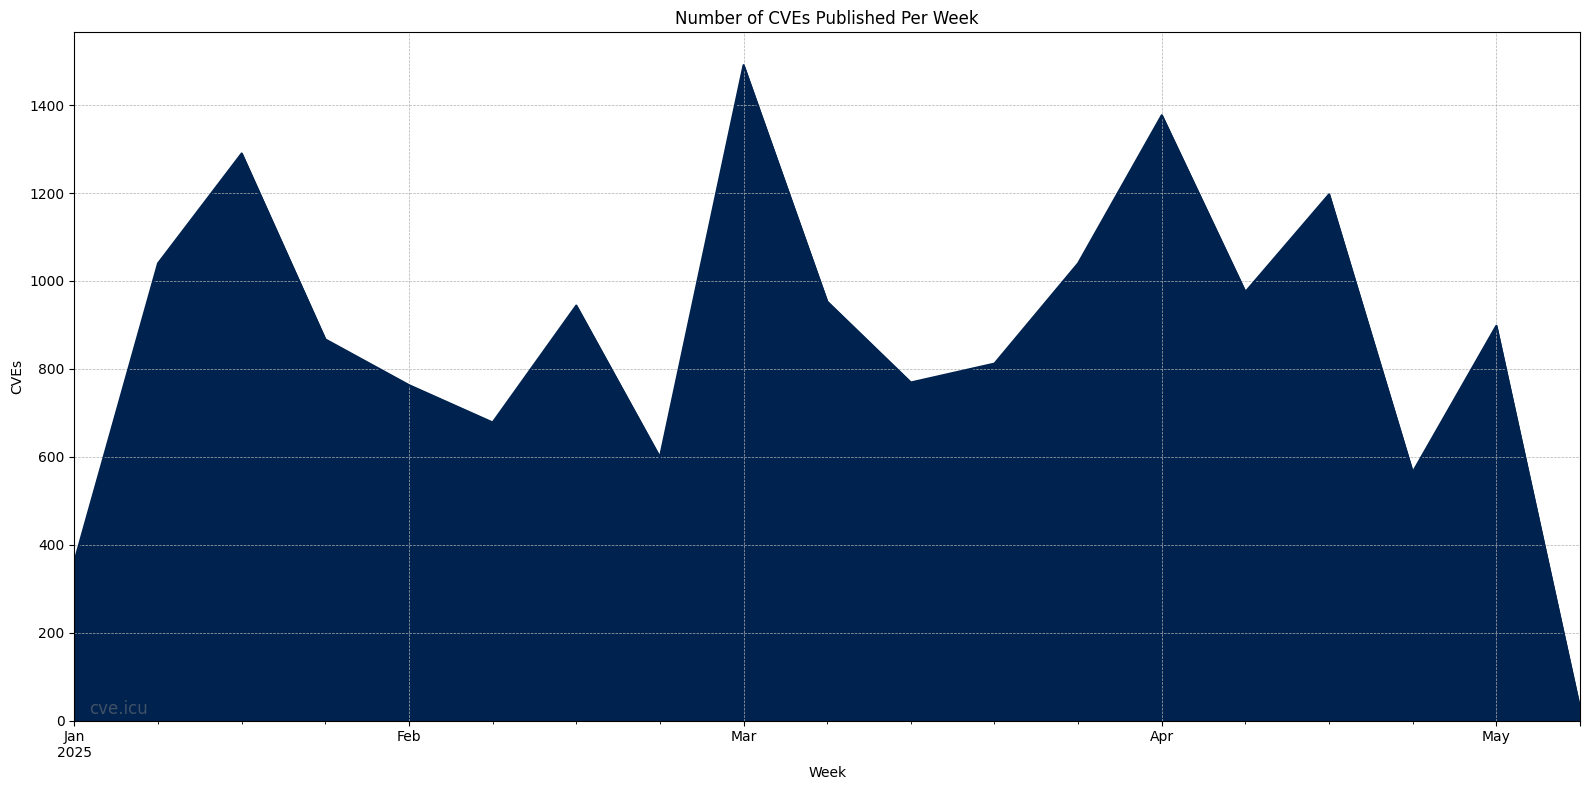 Number of CVEs Published Per Week
CVEs
1400
1200
1000
800
600
400
200
0
cve.icu
Jan
2025
Feb
Mar
Apr
May
Week